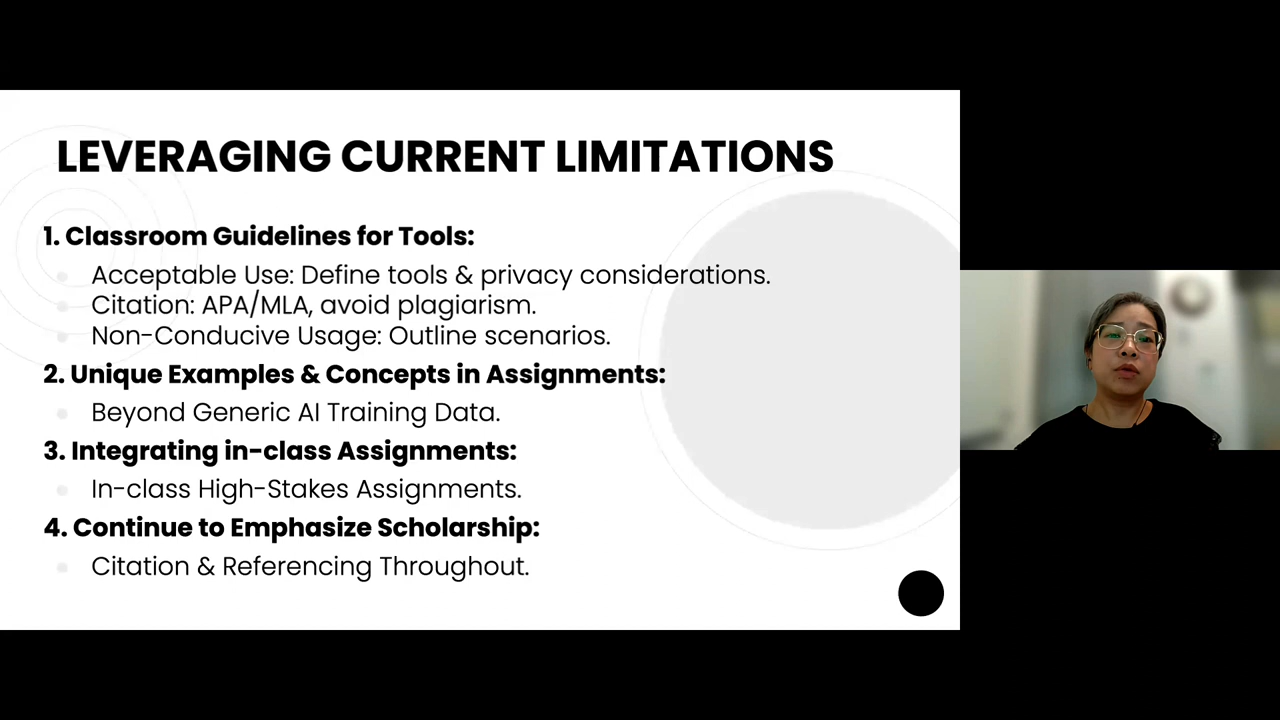 LEVERAGING CURRENT LIMITATIONS
1. Classroom Guidelines for Tools:
Acceptable Use: Define tools & privacy considerations.
Citation: APA/MLA, avoid plagiarism.
Non-Conducive Usage: Outline scenarios.
2. Unique Examples & Concepts in Assignments:
Beyond Generic AI Training Data.
3. Integrating in-class Assignments:
In-class High-Stakes Assignments.
4. Continue to Emphasize Scholarship:
Citation & Referencing Throughout.